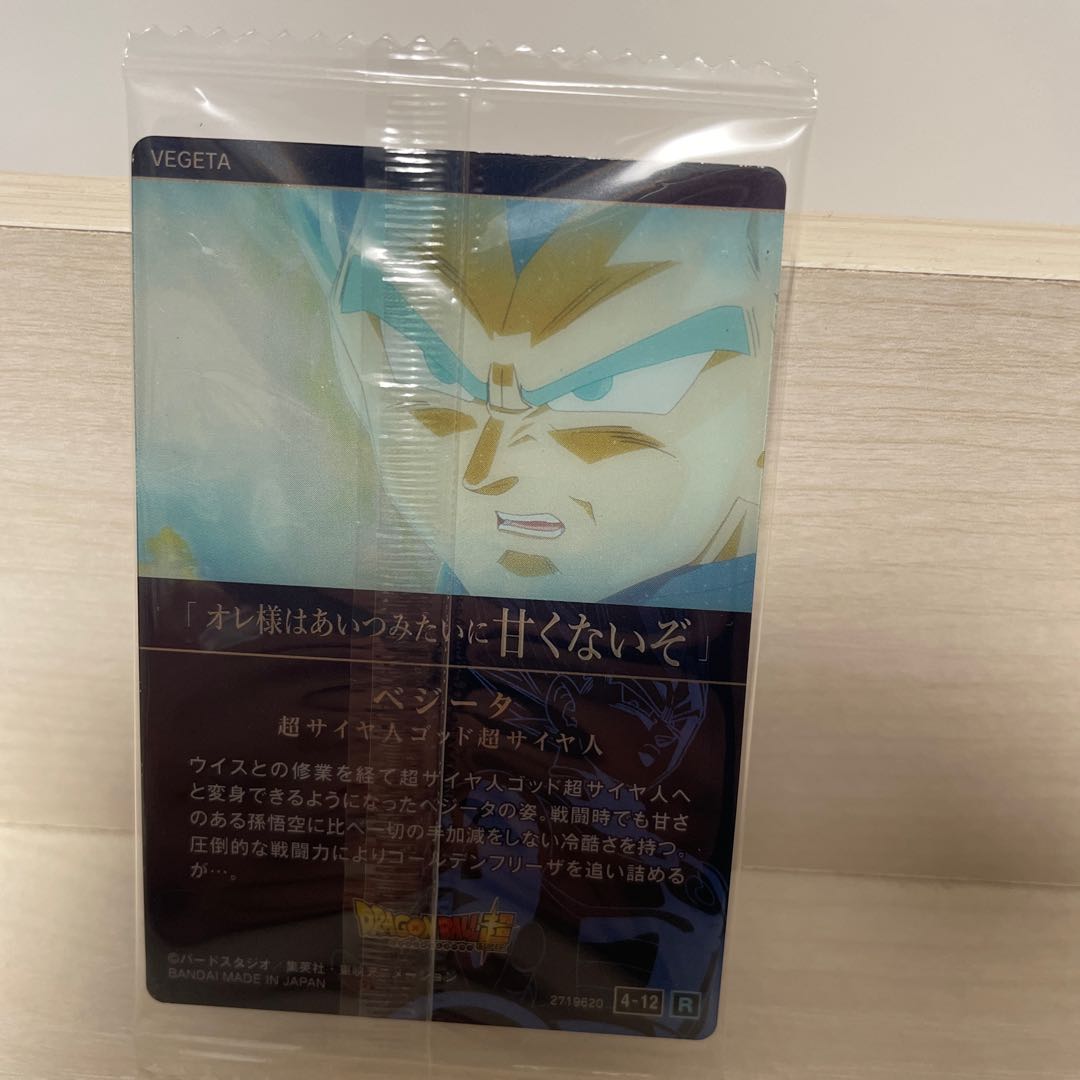 VEGETA
「オレ様はあいつみたいに甘くないぞ」
ベジータ
超サイヤ人ゴッド超サイヤ人
ウイスとの修業を経て超サイヤ人ゴッド超サイヤ人へ
と変身できるようになったベジータの姿。戦闘時でも甘さ
のある孫悟空に比べ一切の手加減をしない冷酷さを持つ。
圧倒的な戦闘力によりゴールデンフリーザを追い詰める
が…。
DRAGON BALL超
SUPER
©バードスタジオ/集英社・東映アニメーション
BANDAI MADE IN JAPAN
2719620 4-12 R